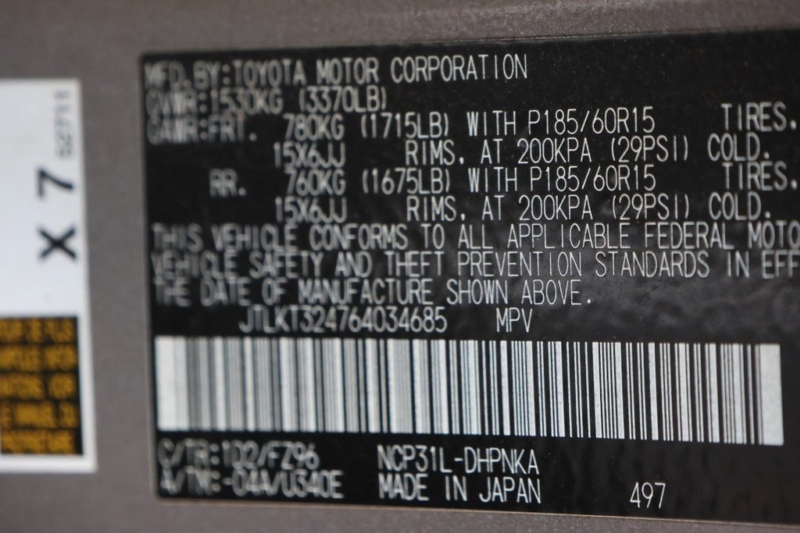 MFD.BY:TOYOTA MOTOR CORPORATION
GVWR:1530KG (3370LB)
GAWR:FRT. 780KG (1715LB) WITH P185/60R15 TIRES.
15X6JJ RIMS. AT 200KPA (29PSI) COLD.
RR. 760KG (1675LB) WITH P185/60R15 TIRES.
15X6JJ RIMS. AT 200KPA (29PSI) COLD.
THIS VEHICLE CONFORMS TO ALL APPLICABLE FEDERAL MOTO
VEHICLE SAFETY AND THEFT PREVENTION STANDARDS IN EFF
THE DATE OF MANUFACTURE SHOWN ABOVE.
JTLKT324764034685 MPV
C/TR:1D2/FZ96 NCP31L-DHPNKA
A/TM:-04A/U340E MADE IN JAPAN 497
X 7